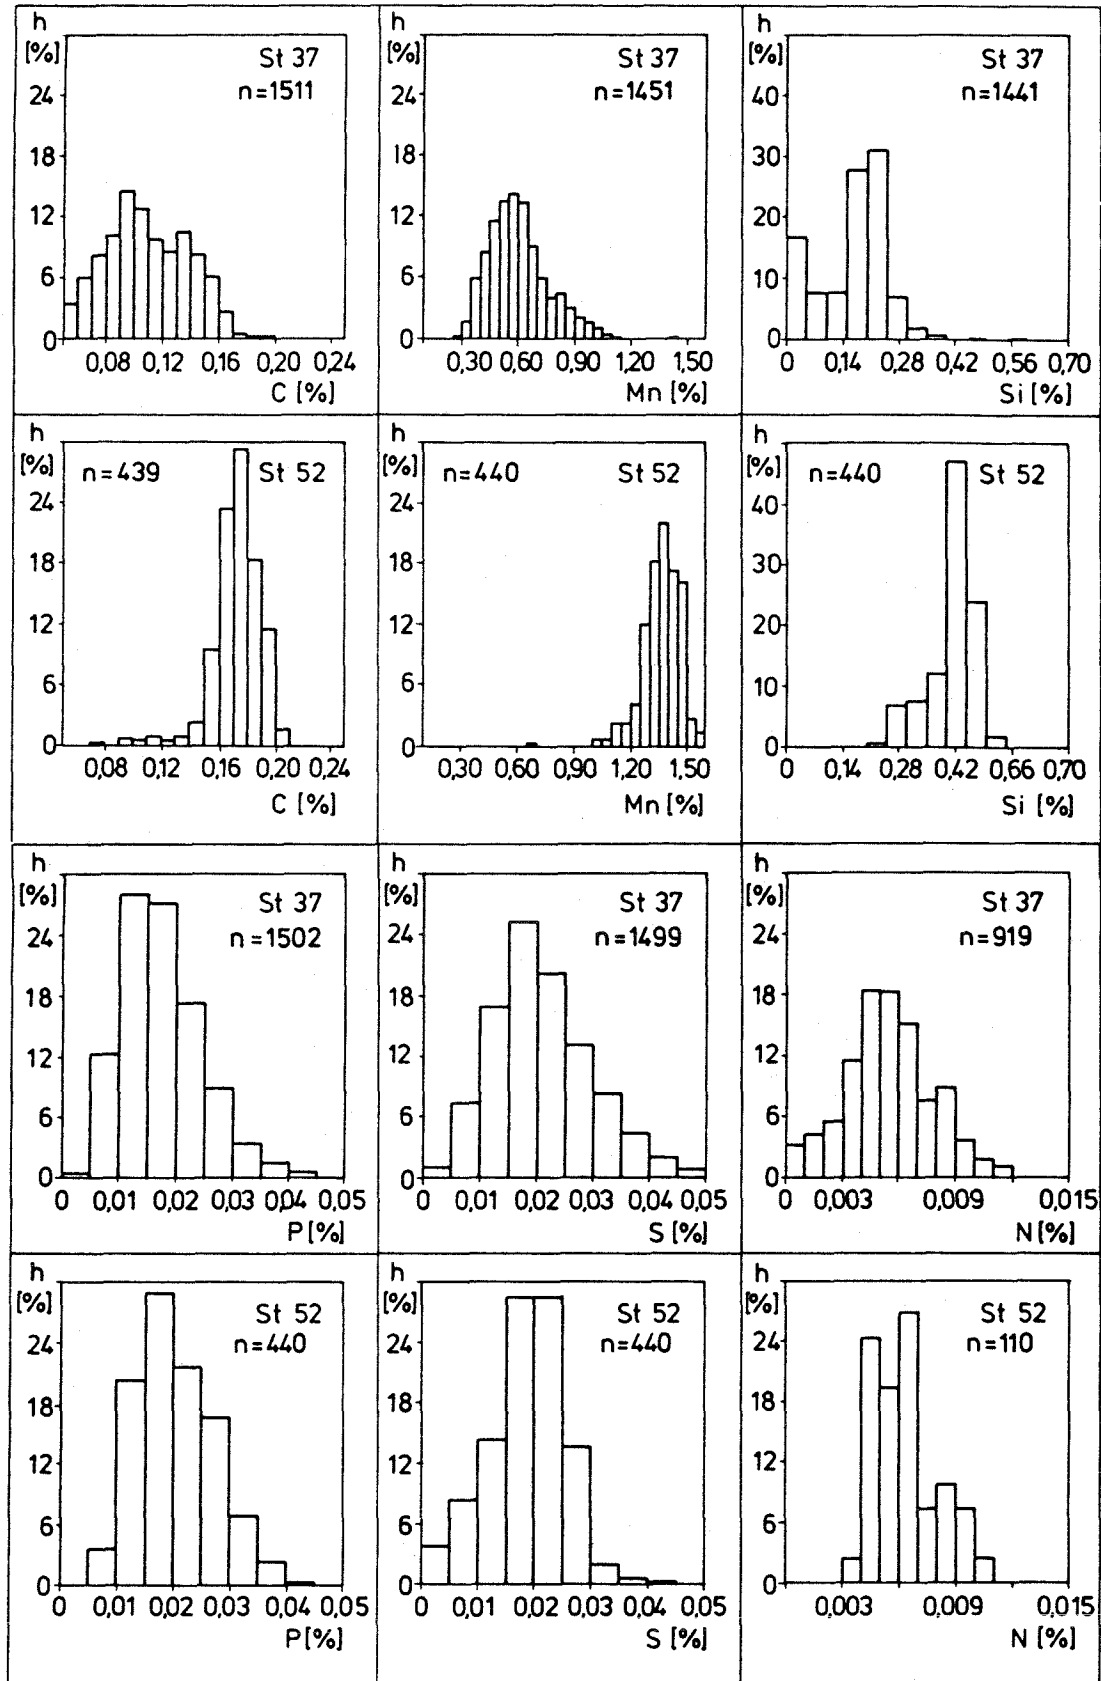 h h h
[%] St 37 [%] St 37 [%] St 37
n=1511 n=1451 n=1441
24 24 40
18 18 30
12 12 20
6 6 10
0 0 0
0,08 0,12 0,16 0,20 0,24 0,30 0,60 0,90 1,20 1,50 0 0,14 0,28 0,42 0,56 0,70
C [%] Mn [%] Si [%]
h h h
[%] n=439 St 52 [%] n=440 St 52 [%] n=440 St 52
24 24 40
18 18 30
12 12 20
6 6 10
0 0 0
0,08 0,12 0,16 0,20 0,24 0,30 0,60 0,90 1,20 1,50 0 0,14 0,28 0,42 0,66 0,70
C [%] Mn [%] Si [%]
h h h
[%] St 37 [%] St 37 [%] St 37
n=1502 n=1499 n=919
24 24 24
18 18 18
12 12 12
6 6 6
0 0 0
0 0,01 0,02 0,03 0,04 0,05 0 0,01 0,02 0,03 0,04 0,05 0 0,003 0,009 0,015
P [%] S [%] N [%]
h h h
[%] St 52 [%] St 52 [%] St 52
n=440 n=440 n=110
24 24 24
18 18 18
12 12 12
6 6 6
0 0 0
0 0,01 0,02 0,03 0,04 0,05 0 0,01 0,02 0,03 0,04 0,05 0,003 0,009 0,015
P [%] S [%] N [%]